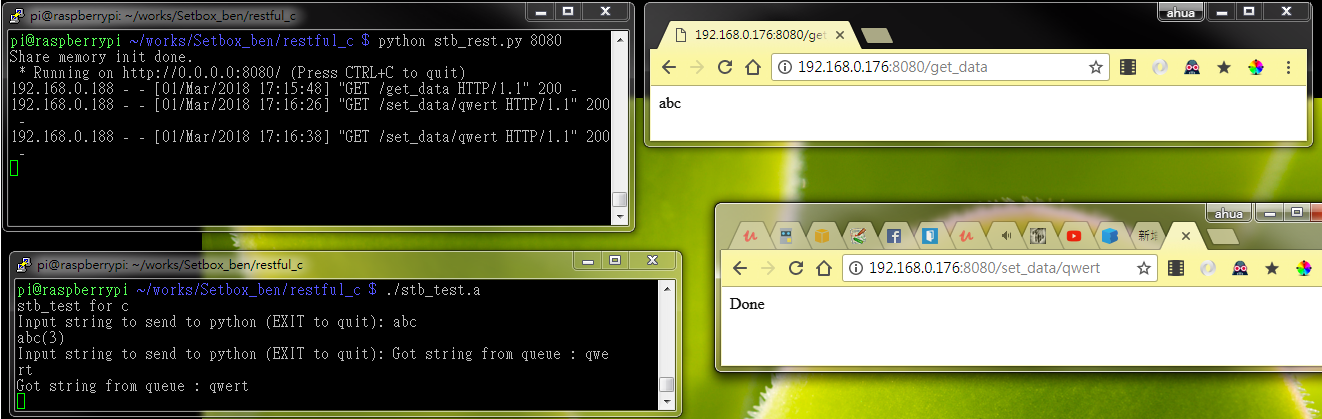 pi@raspberrypi: ~/works/Setbox_ben/restful_c
pi@raspberrypi ~/works/Setbox_ben/restful_c $ python stb_rest.py 8080
Share memory init done.
* Running on http://0.0.0.0:8080/ (Press CTRL+C to quit)
192.168.0.188 - - [01/Mar/2018 17:15:48] "GET /get_data HTTP/1.1" 200 -
192.168.0.188 - - [01/Mar/2018 17:16:26] "GET /set_data/qwert HTTP/1.1" 200
-
192.168.0.188 - - [01/Mar/2018 17:16:38] "GET /set_data/qwert HTTP/1.1" 200
-
ahua
192.168.0.176:8080/get
192.168.0.176:8080/get_data
abc
pi@raspberrypi: ~/works/Setbox_ben/restful_c
pi@raspberrypi ~/works/Setbox_ben/restful_c $ ./stb_test.a
stb_test for c
Input string to send to python (EXIT to quit): abc
abc(3)
Input string to send to python (EXIT to quit): Got string from queue : qwe
rt
Got string from queue : qwert
ahua
新增
192.168.0.176:8080/set_data/qwert
Done